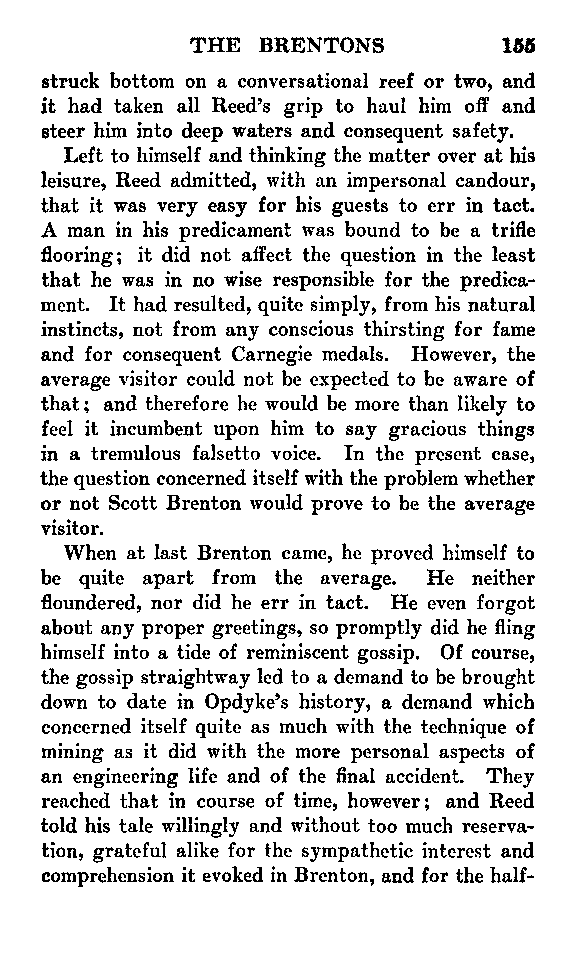 THE BRENTONS 155
struck bottom on a conversational reef or two, and
it had taken all Reed's grip to haul him off and
steer him into deep waters and consequent safety.
Left to himself and thinking the matter over at his
leisure, Reed admitted, with an impersonal candour,
that it was very easy for his guests to err in tact.
A man in his predicament was bound to be a trifle
flooring; it did not affect the question in the least
that he was in no wise responsible for the predica-
ment. It had resulted, quite simply, from his natural
instincts, not from any conscious thirsting for fame
and for consequent Carnegie medals. However, the
average visitor could not be expected to be aware of
that; and therefore he would be more than likely to
feel it incumbent upon him to say gracious things
in a tremulous falsetto voice. In the present case,
the question concerned itself with the problem whether
or not Scott Brenton would prove to be the average
visitor.
When at last Brenton came, he proved himself to
be quite apart from the average. He neither
floundered, nor did he err in tact. He even forgot
about any proper greetings, so promptly did he fling
himself into a tide of reminiscent gossip. Of course,
the gossip straightway led to a demand to be brought
down to date in Opdyke's history, a demand which
concerned itself quite as much with the technique of
mining as it did with the more personal aspects of
an engineering life and of the final accident. They
reached that in course of time, however; and Reed
told his tale willingly and without too much reserva-
tion, grateful alike for the sympathetic interest and
comprehension it evoked in Brenton, and for the half-